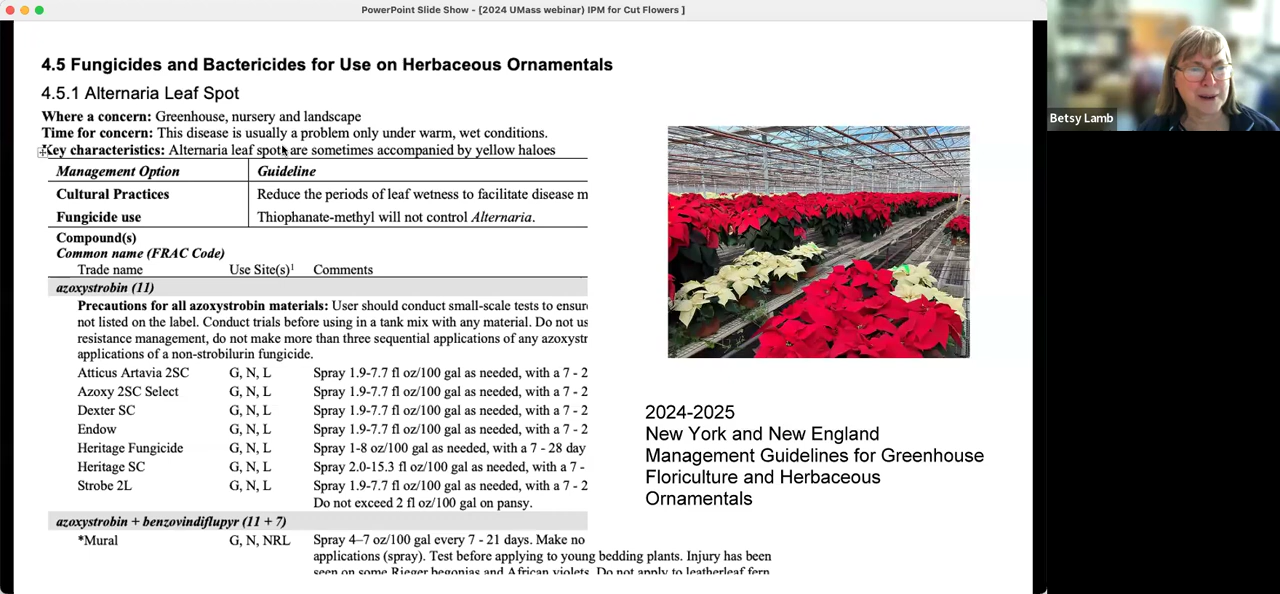 PowerPoint Slide Show - [2024 UMass webinar) IPM for Cut Flowers ]
4.5 Fungicides and Bactericides for Use on Herbaceous Ornamentals
4.5.1 Alternaria Leaf Spot
Where a concern: Greenhouse, nursery and landscape
Time for concern: This disease is usually a problem only under warm, wet conditions.
Key characteristics: Alternaria leaf spots are sometimes accompanied by yellow haloes
Management Option Guideline
Cultural Practices Reduce the periods of leaf wetness to facilitate disease m
Fungicide use Thiophanate-methyl will not control Alternaria.
Compound(s)
Common name (FRAC Code)
Trade name Use Site(s)1 Comments
azoxystrobin (11)
Precautions for all azoxystrobin materials: User should conduct small-scale tests to ensure
not listed on the label. Conduct trials before using in a tank mix with any material. Do not us
resistance management, do not make more than three sequential applications of any azoxystr
applications of a non-strobilurin fungicide.
Atticus Artavia 2SC G, N, L Spray 1.9-7.7 fl oz/100 gal as needed, with a 7 - 2
Azoxy 2SC Select G, N, L Spray 1.9-7.7 fl oz/100 gal as needed, with a 7 - 2
Dexter SC G, N, L Spray 1.9-7.7 fl oz/100 gal as needed, with a 7 - 2
Endow G, N, L Spray 1.9-7.7 fl oz/100 gal as needed, with a 7 - 2
Heritage Fungicide G, N, L Spray 1-8 oz/100 gal as needed, with a 7 - 28 day
Heritage SC G, N, L Spray 2.0-15.3 fl oz/100 gal as needed, with a 7 -
Strobe 2L G, N, L Spray 1.9-7.7 fl oz/100 gal as needed, with a 7 - 2
Do not exceed 2 fl oz/100 gal on pansy.
azoxystrobin + benzovindiflupyr (11 + 7)
*Mural G, N, NRL Spray 4–7 oz/100 gal every 7 - 21 days. Make no
applications (spray). Test before applying to young bedding plants. Injury has been
seen on some Rieger begonias and African violets. Do not apply to leatherleaf fern
2024-2025
New York and New England
Management Guidelines for Greenhouse
Floriculture and Herbaceous
Ornamentals
Betsy Lamb